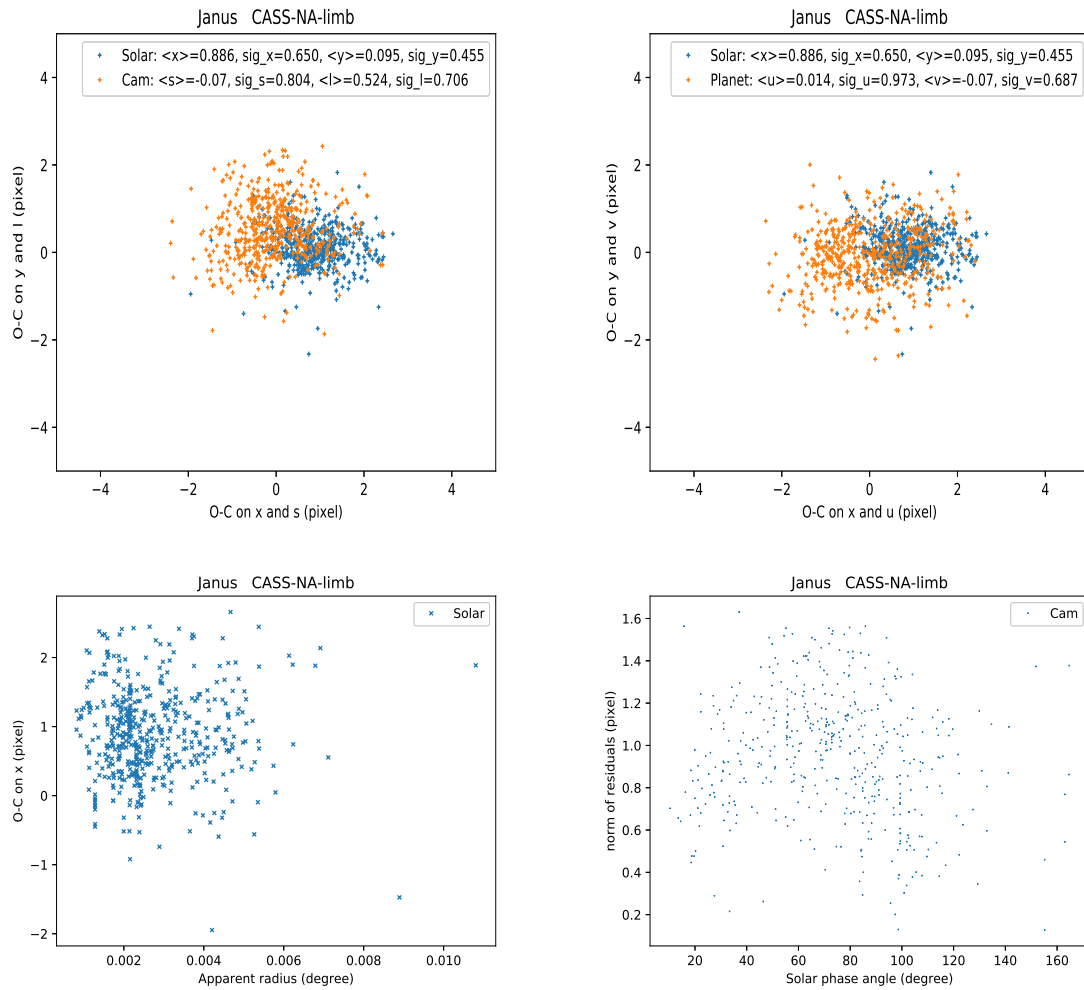 Janus CASS-NA-limb
Solar: <x>=0.886, sig_x=0.650, <y>=0.095, sig_y=0.455
Cam: <s>=-0.07, sig_s=0.804, <l>=0.524, sig_l=0.706
O-C on y and l (pixel)
4
2
0
−2
−4
−4 −2 0 2 4
O-C on x and s (pixel)
Janus CASS-NA-limb
Solar: <x>=0.886, sig_x=0.650, <y>=0.095, sig_y=0.455
Planet: <u>=0.014, sig_u=0.973, <v>=-0.07, sig_v=0.687
O-C on y and v (pixel)
4
2
0
−2
−4
−4 −2 0 2 4
O-C on x and u (pixel)
Janus CASS-NA-limb
Solar
O-C on x (pixel)
2
1
0
−1
−2
0.002 0.004 0.006 0.008 0.010
Apparent radius (degree)
Janus CASS-NA-limb
Cam
norm of residuals (pixel)
1.6
1.4
1.2
1.0
0.8
0.6
0.4
0.2
20 40 60 80 100 120 140 160
Solar phase angle (degree)